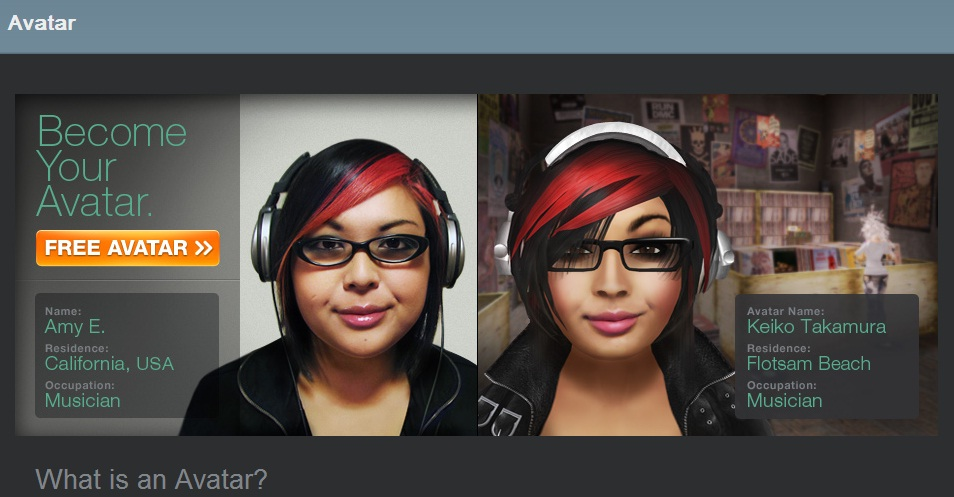 Avatar
Become
Your
Avatar.
FREE AVATAR »
Name:
Amy E.
Residence:
California, USA
Occupation:
Musician
Avatar Name:
Keiko Takamura
Residence:
Flotsam Beach
Occupation:
Musician
What is an Avatar?